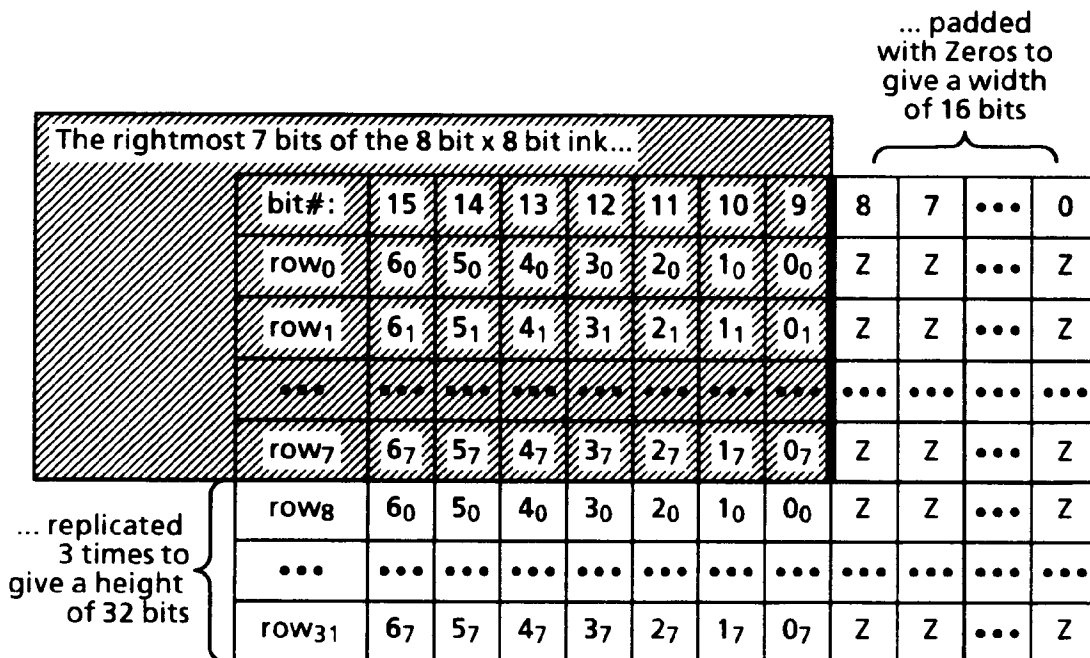 ... padded
with Zeros to
give a width
of 16 bits
The rightmost 7 bits of the 8 bit x 8 bit ink...
bit#: 15 14 13 12 11 10 9 8 7 ••• 0
row₀ 6₀ 5₀ 4₀ 3₀ 2₀ 1₀ 0₀ Z Z ••• Z
row₁ 6₁ 5₁ 4₁ 3₁ 2₁ 1₁ 0₁ Z Z ••• Z
••• ••• ••• ••• ••• ••• ••• ••• ••• ••• ••• •••
row₇ 6₇ 5₇ 4₇ 3₇ 2₇ 1₇ 0₇ Z Z ••• Z
... replicated
3 times to
give a height
of 32 bits
row₈ 6₀ 5₀ 4₀ 3₀ 2₀ 1₀ 0₀ Z Z ••• Z
••• ••• ••• ••• ••• ••• ••• ••• ••• ••• ••• •••
row₃₁ 6₇ 5₇ 4₇ 3₇ 2₇ 1₇ 0₇ Z Z ••• Z